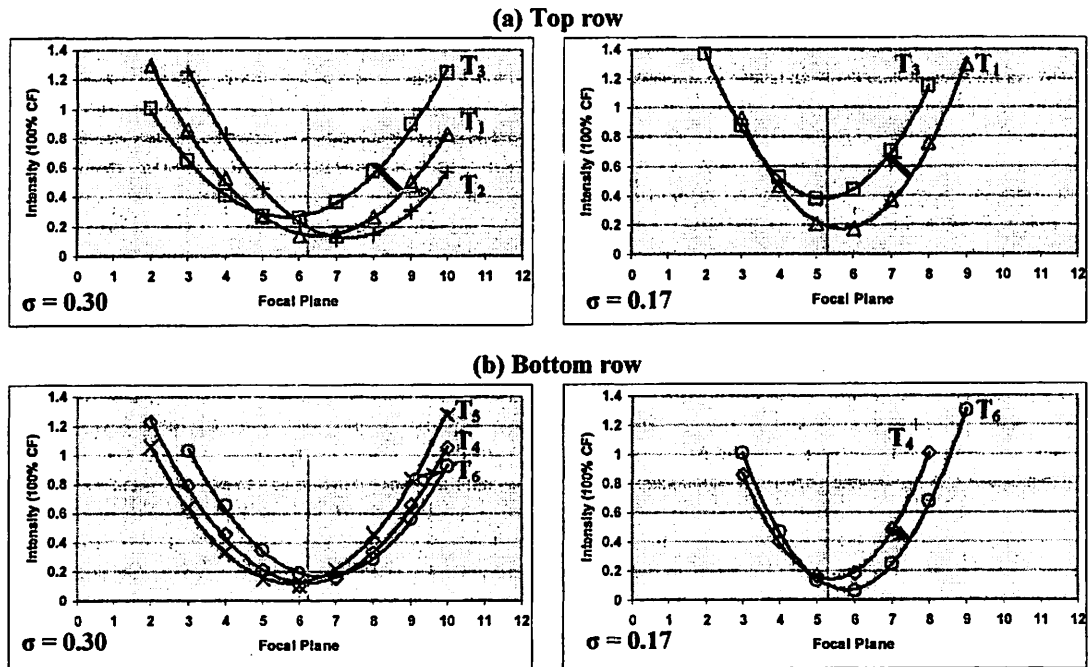 (a) Top row
1.4
1.2
1
0.8
0.6
0.4
0.2
0
Intensity (100% CF)
T3
T1
T2
0 1 2 3 4 5 6 7 8 9 10 11 12
σ = 0.30
Focal Plane
1.4
1.2
1
0.8
0.6
0.4
0.2
0
Intensity (100% CF)
T3 T1
0 1 2 3 4 5 6 7 8 9 10 11 12
σ = 0.17
Focal Plane
(b) Bottom row
1.4
1.2
1
0.8
0.6
0.4
0.2
0
Intensity (100% CF)
T5
T4
T6
0 1 2 3 4 5 6 7 8 9 10 11 12
σ = 0.30
Focal Plane
1.4
1.2
1
0.8
0.6
0.4
0.2
0
Intensity (100% CF)
T6
T4
0 1 2 3 4 5 6 7 8 9 10 11 12
σ = 0.17
Focal Plane